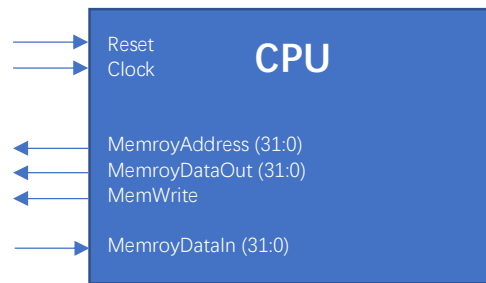 Reset
CPU
Clock
MemroyAddress (31:0)
MemroyDataOut (31:0)
MemWrite
MemroyDataIn (31:0)